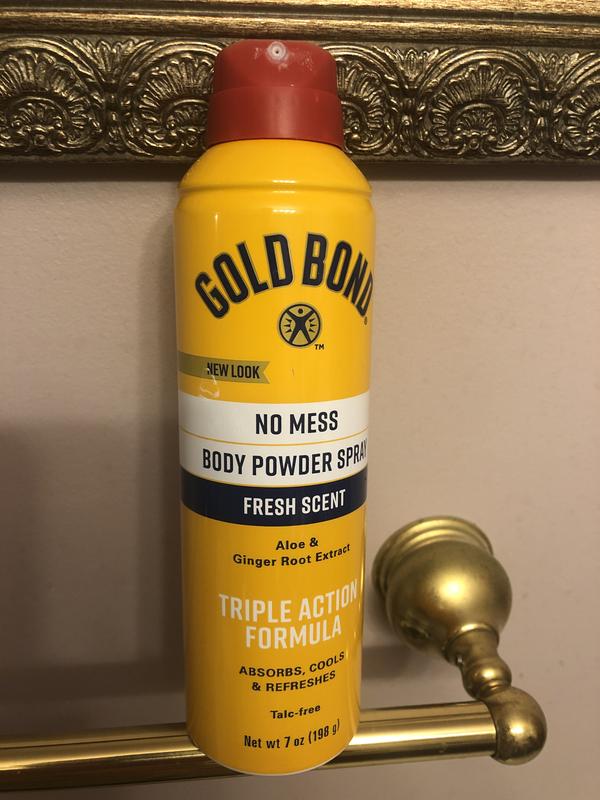 GOLD BOND®
™
NEW LOOK
NO MESS
BODY POWDER SPRAY
FRESH SCENT
Aloe &
Ginger Root Extract
TRIPLE ACTION
FORMULA
ABSORBS, COOLS
& REFRESHES
Talc-free
Net wt 7 oz (198 g)